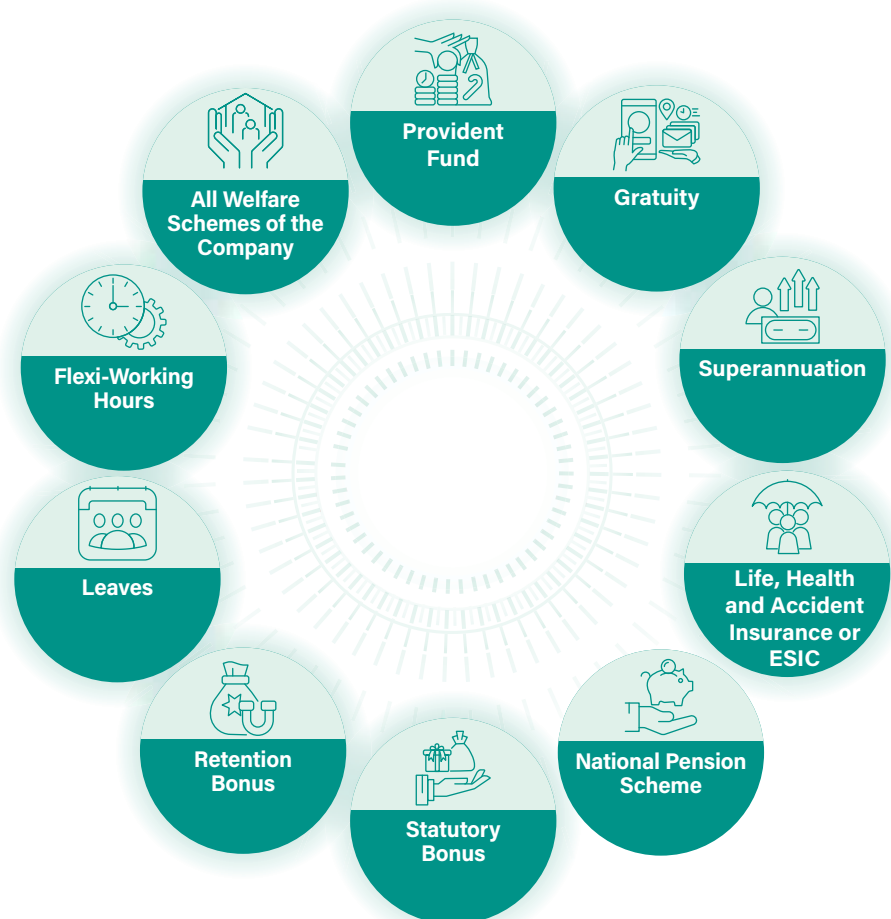 Provident
Fund
Gratuity
Superannuation
Life, Health
and Accident
Insurance or
ESIC
National Pension
Scheme
Statutory
Bonus
Retention
Bonus
Leaves
Flexi-Working
Hours
All Welfare
Schemes of the
Company